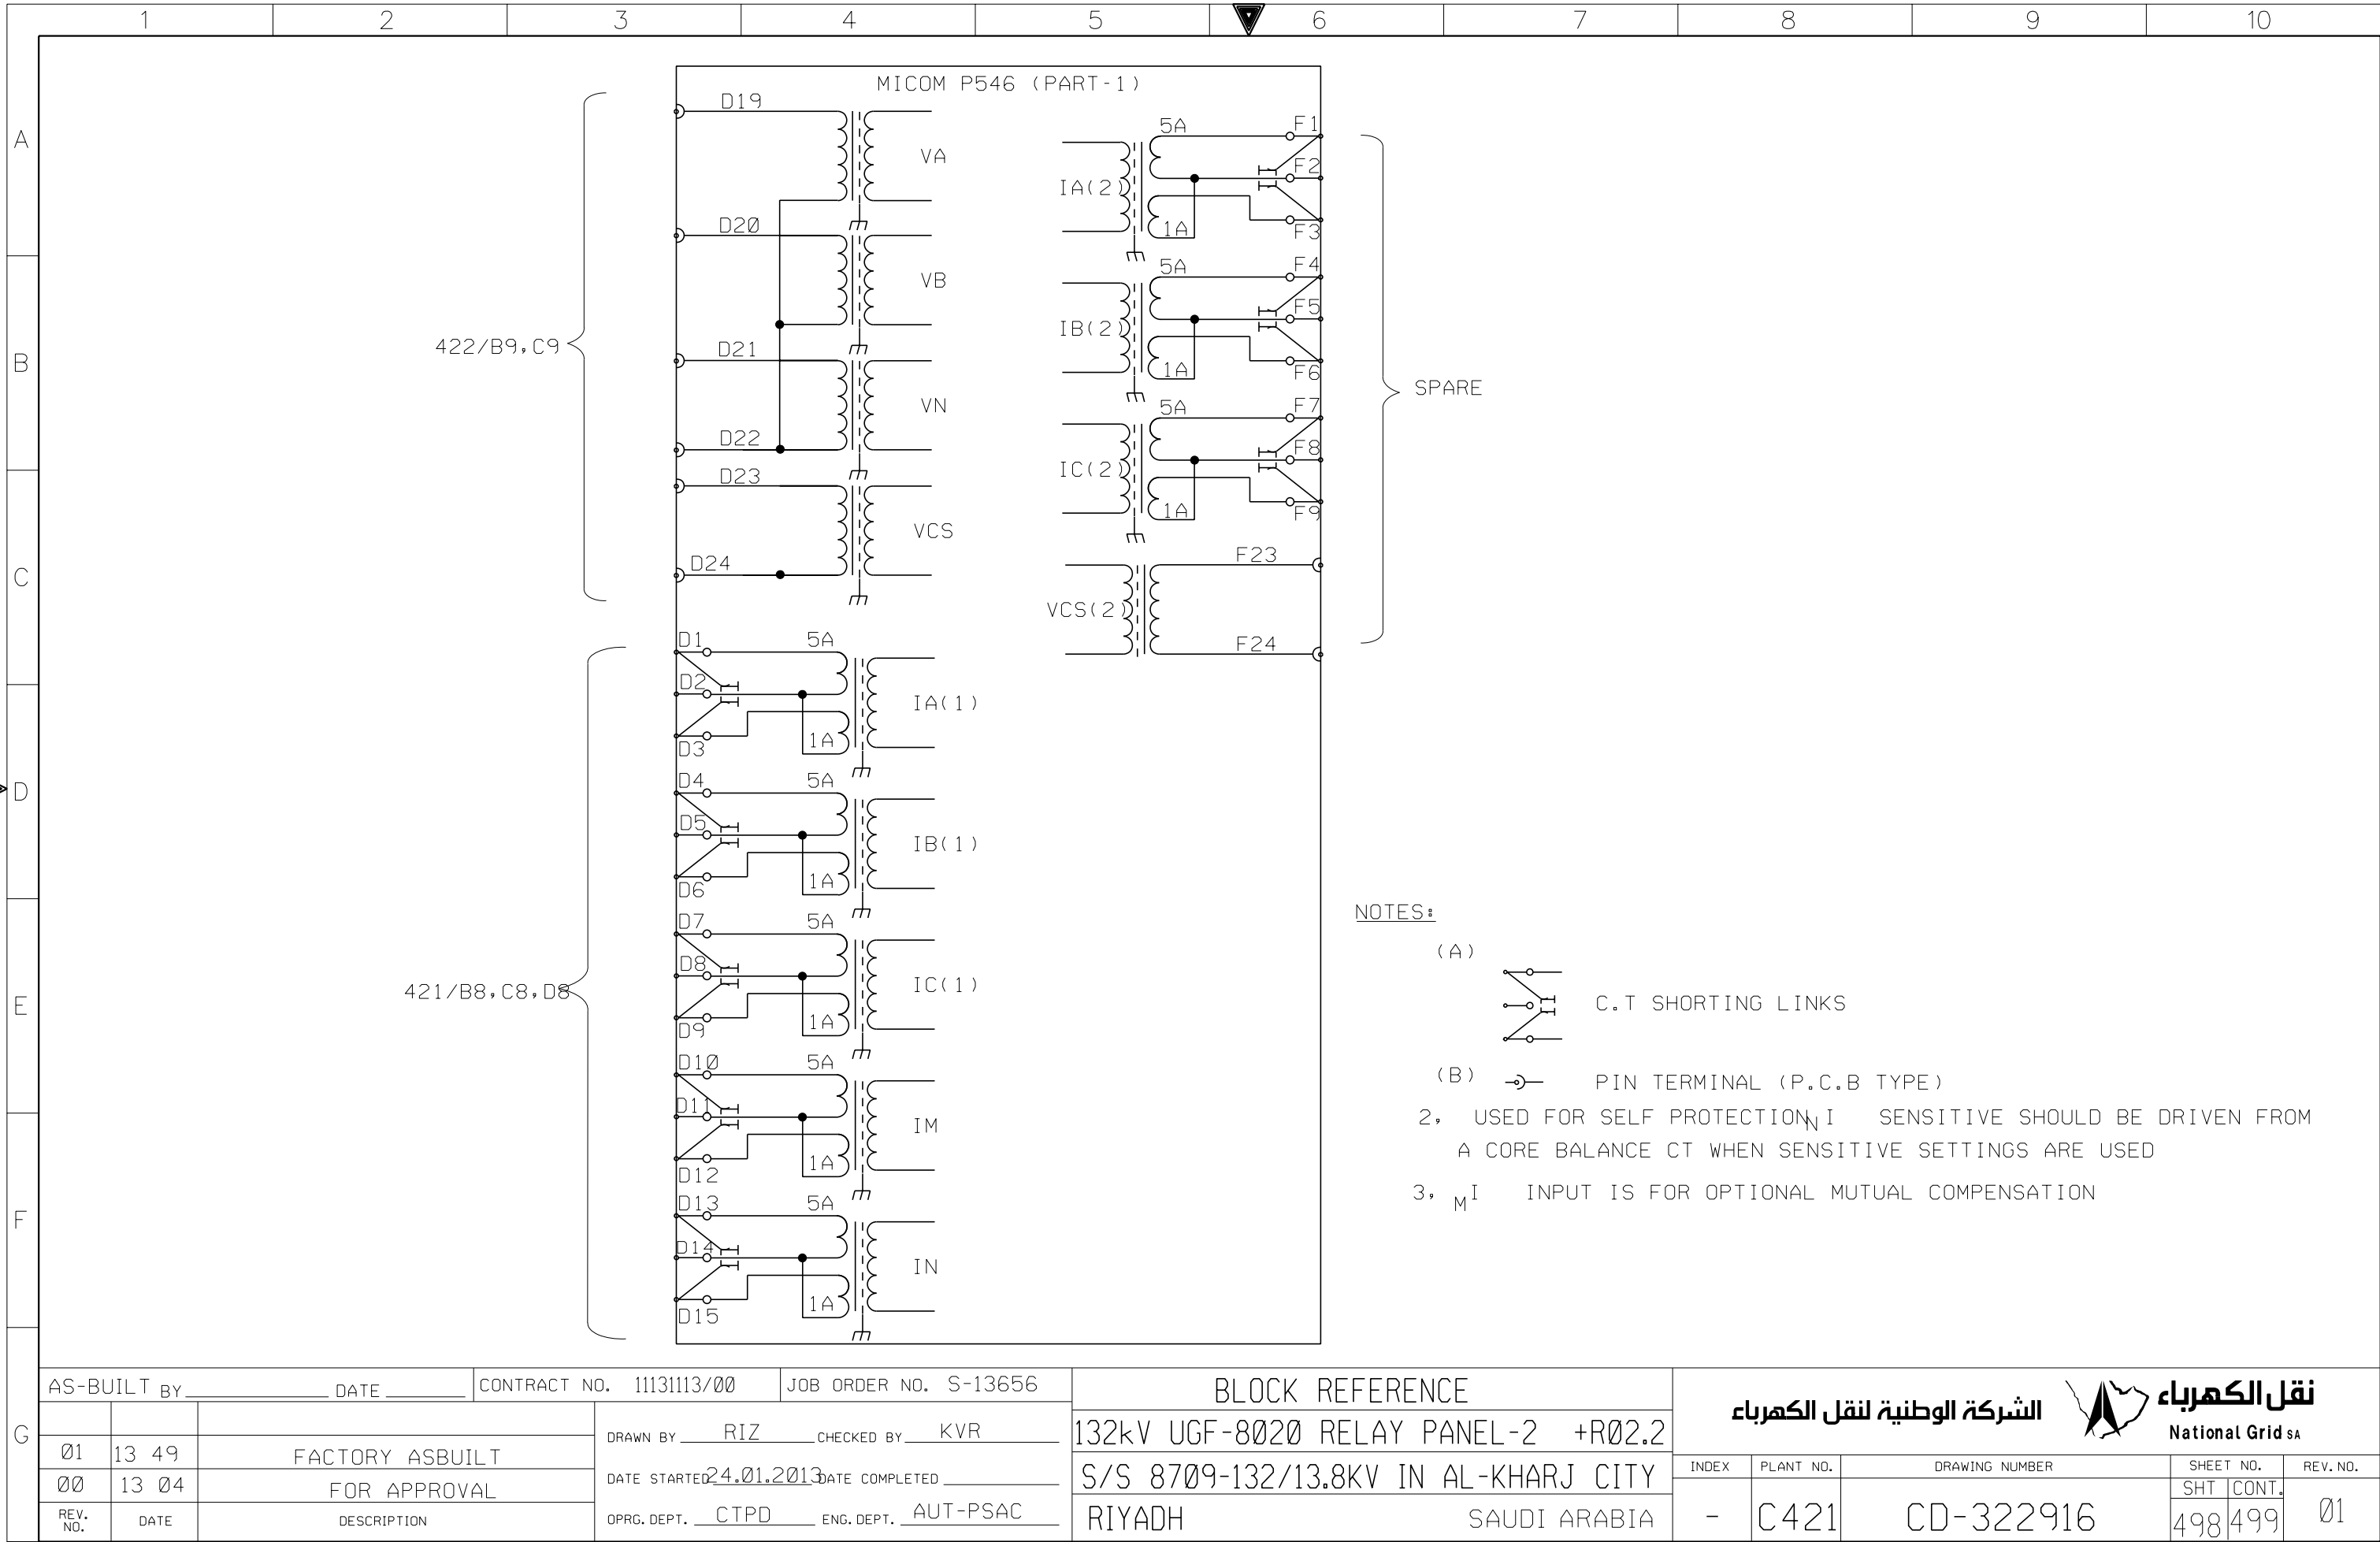 1 2 3 4 5 6 7 8 9 10
A
B
C
D
E
F
G
MICOM P546 (PART-1)
D19
VA
D20
VB
422/B9,C9
D21
VN
D22
D23
VCS
D24
D1 5A
D2
IA(1)
D3 1A
D4 5A
D5
IB(1)
D6 1A
D7 5A
D8
IC(1)
421/B8,C8,D8
D9 1A
D10 5A
D11
IM
D12 1A
D13 5A
D14
IN
D15 1A
5A F1
F2
IA(2)
1A F3
5A F4
F5
IB(2)
1A F6
SPARE
5A F7
F8
IC(2)
1A F9
F23
VCS(2)
F24
NOTES:
(A)
C.T SHORTING LINKS
(B) PIN TERMINAL (P.C.B TYPE)
2, USED FOR SELF PROTECTION, N I SENSITIVE SHOULD BE DRIVEN FROM
A CORE BALANCE CT WHEN SENSITIVE SETTINGS ARE USED
3, M I INPUT IS FOR OPTIONAL MUTUAL COMPENSATION
AS-BUILT BY DATE
CONTRACT NO. 11131113/00
JOB ORDER NO. S-13656
01 13 49 FACTORY ASBUILT
00 13 04 FOR APPROVAL
REV. NO. DATE DESCRIPTION
DRAWN BY RIZ CHECKED BY KVR
DATE STARTED 24.01.2013 DATE COMPLETED
OPRG. DEPT. CTPD ENG. DEPT. AUT-PSAC
BLOCK REFERENCE
132kV UGF-8020 RELAY PANEL-2 +R02.2
S/S 8709-132/13.8KV IN AL-KHARJ CITY
RIYADH SAUDI ARABIA
الشركة الوطنية لنقل الكهرباء
نقل الكهرباء
National Grid SA
INDEX PLANT NO. DRAWING NUMBER SHEET NO. REV. NO.
SHT CONT.
- C421 CD-322916 498 499 01